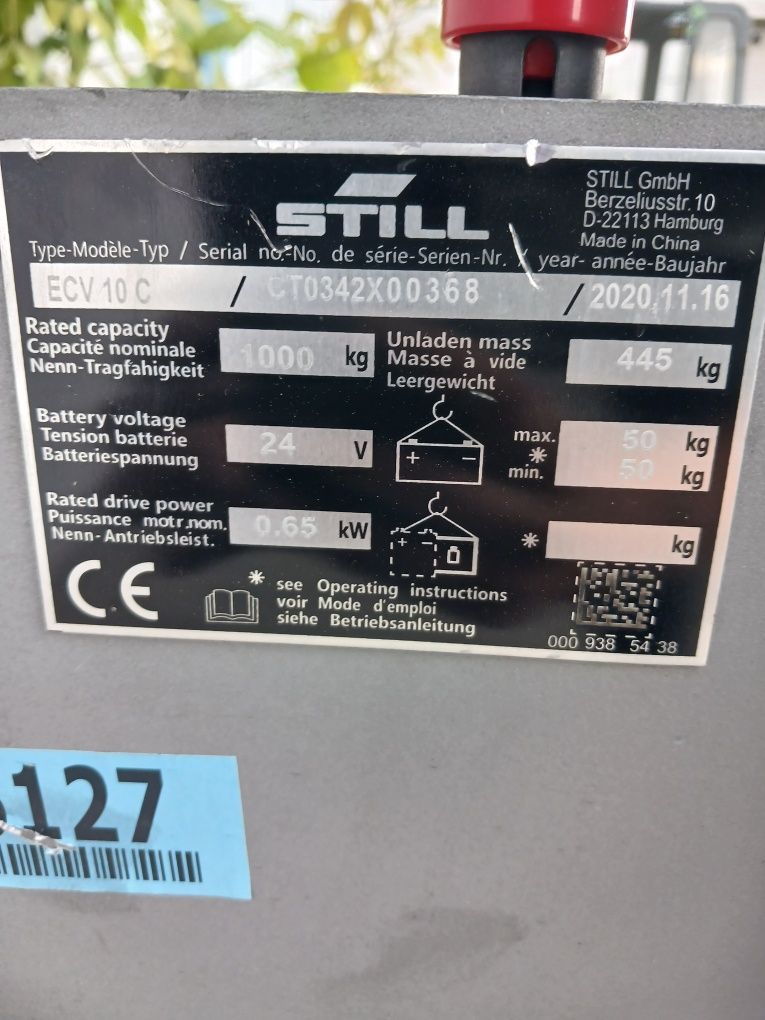 STILL
STILL GmbH
Berzeliusstr. 10
D-22113 Hamburg
Made in China
Type-Modèle-Typ / Serial no.-No. de série-Serien-Nr. / year- année-Baujahr
ECV 10 C / CT0342X00368 / 2020.11.16
Rated capacity
Capacité nominale
Nenn-Tragfahigkeit
1000 kg
Unladen mass
Masse à vide
Leergewicht
445 kg
Battery voltage
Tension batterie
Batteriespannung
24 V
+ −
max. 50 kg
*
min. 50 kg
Rated drive power
Puissance motr.nom.
Nenn- Antriebsleist.
0.65 kW
+ −
* kg
CE
* see Operating instructions
voir Mode d'emploi
siehe Betriebsanleitung
000 938 54 38
127